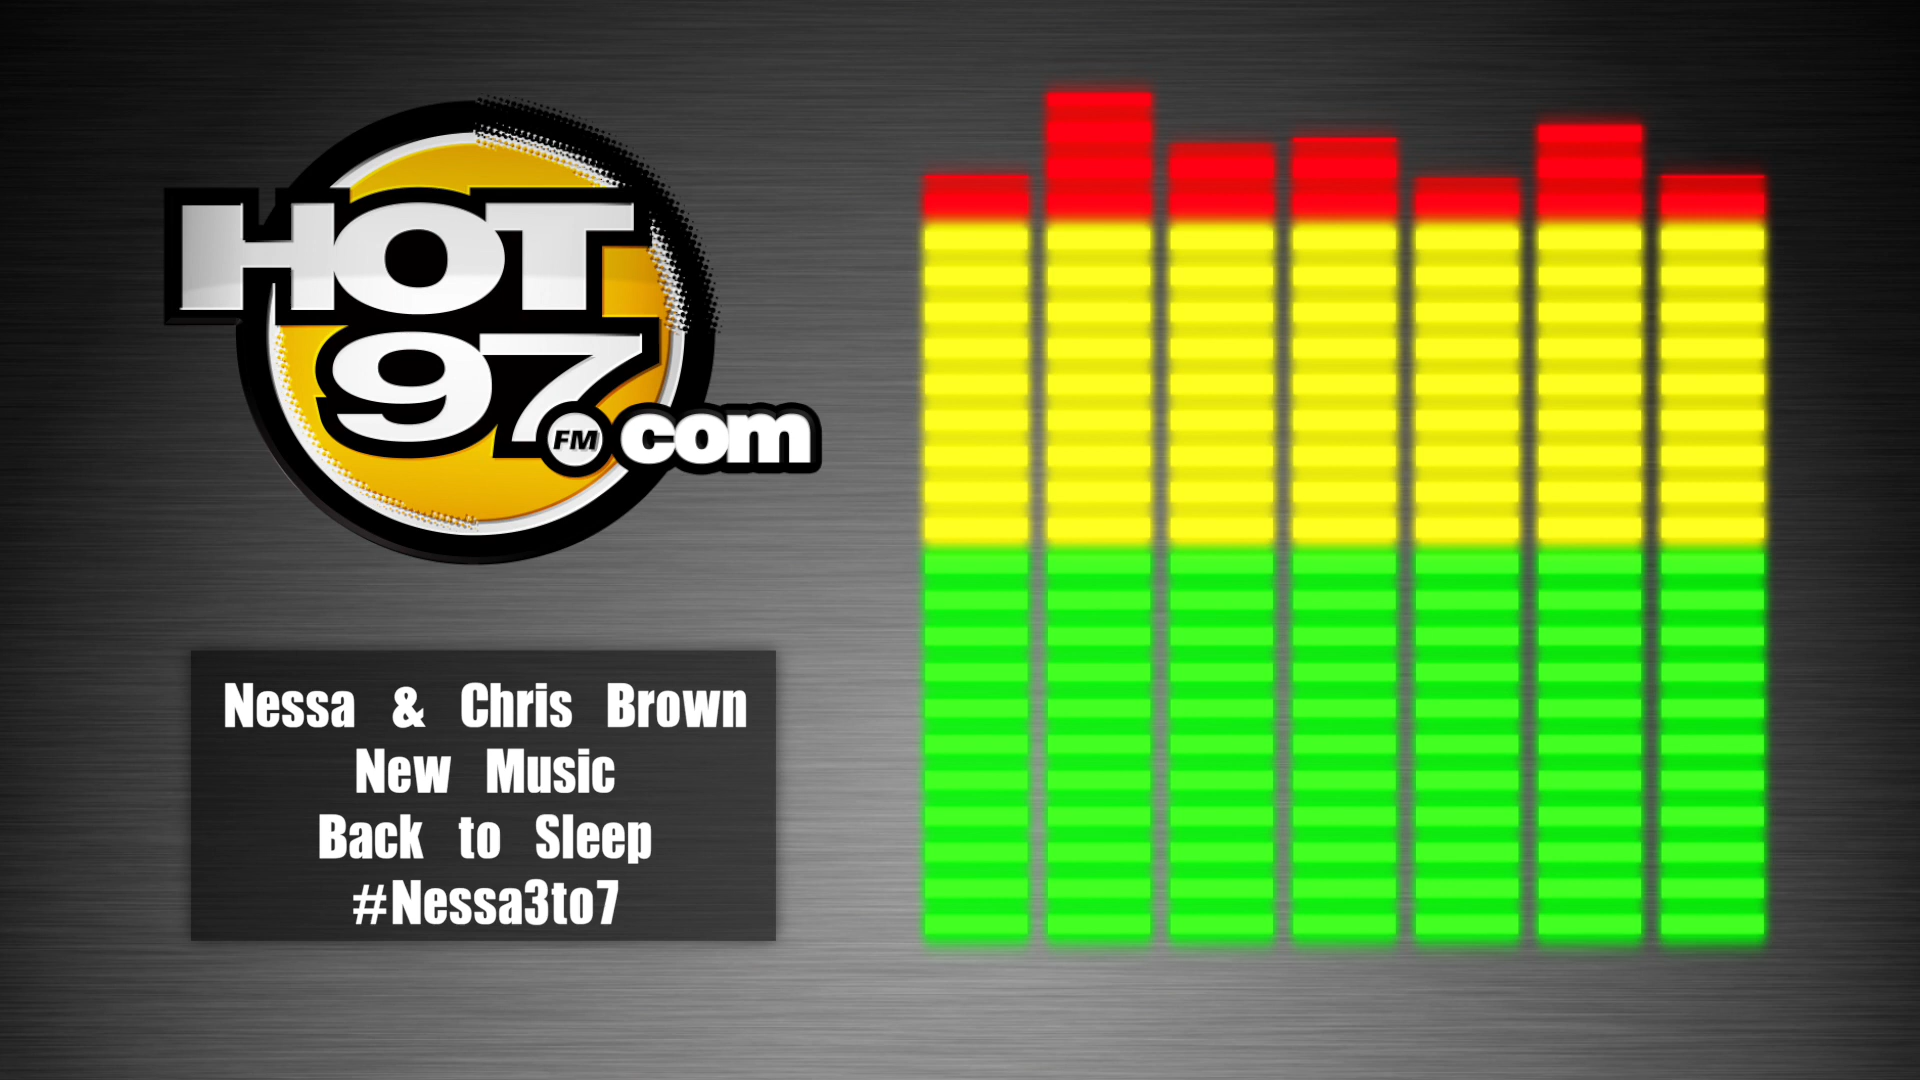 HOT
97
FM .com
Nessa & Chris Brown
New Music
Back to Sleep
#Nessa3to7